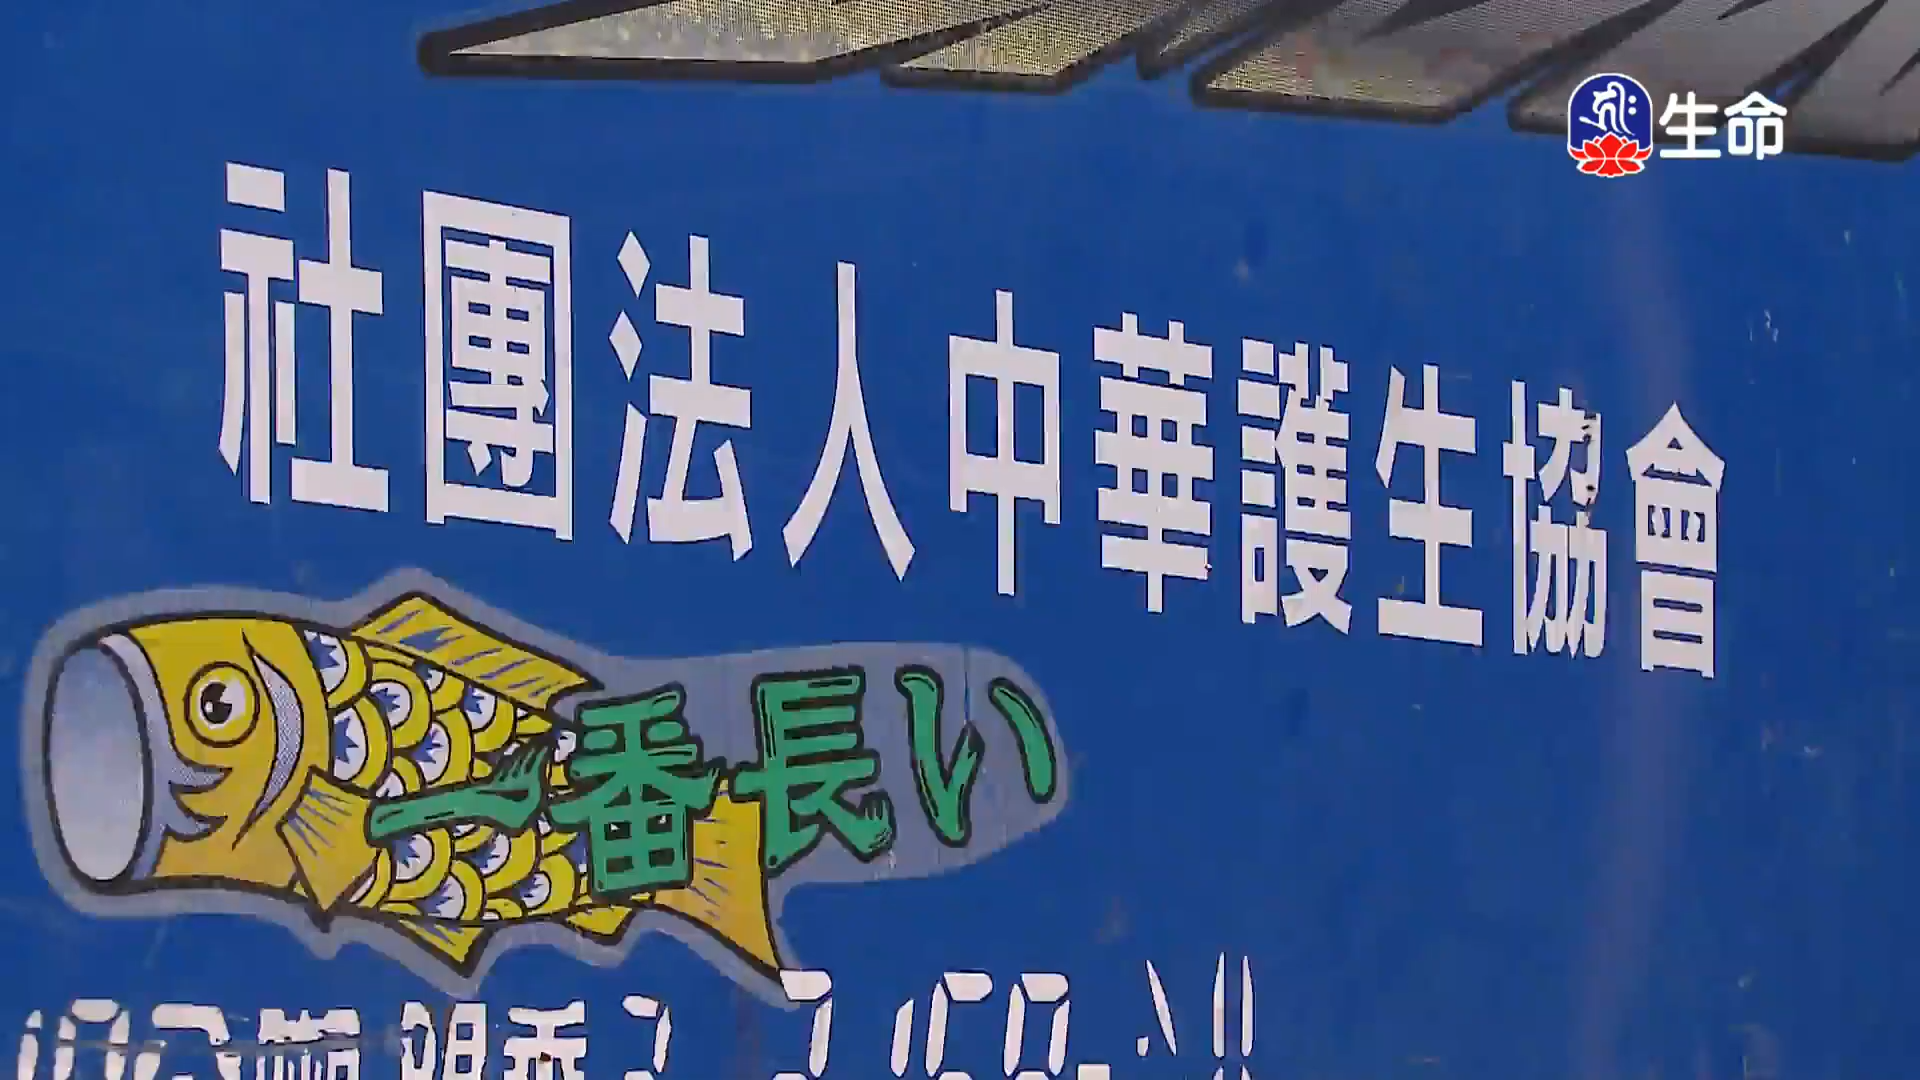 生命
社團法人中華護生協會
一番長い